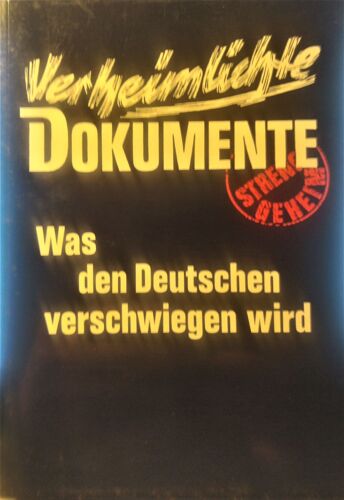 Verheimlichte
DOKUMENTE
STRENG
GEHEIM
Was
den Deutschen
verschwiegen wird